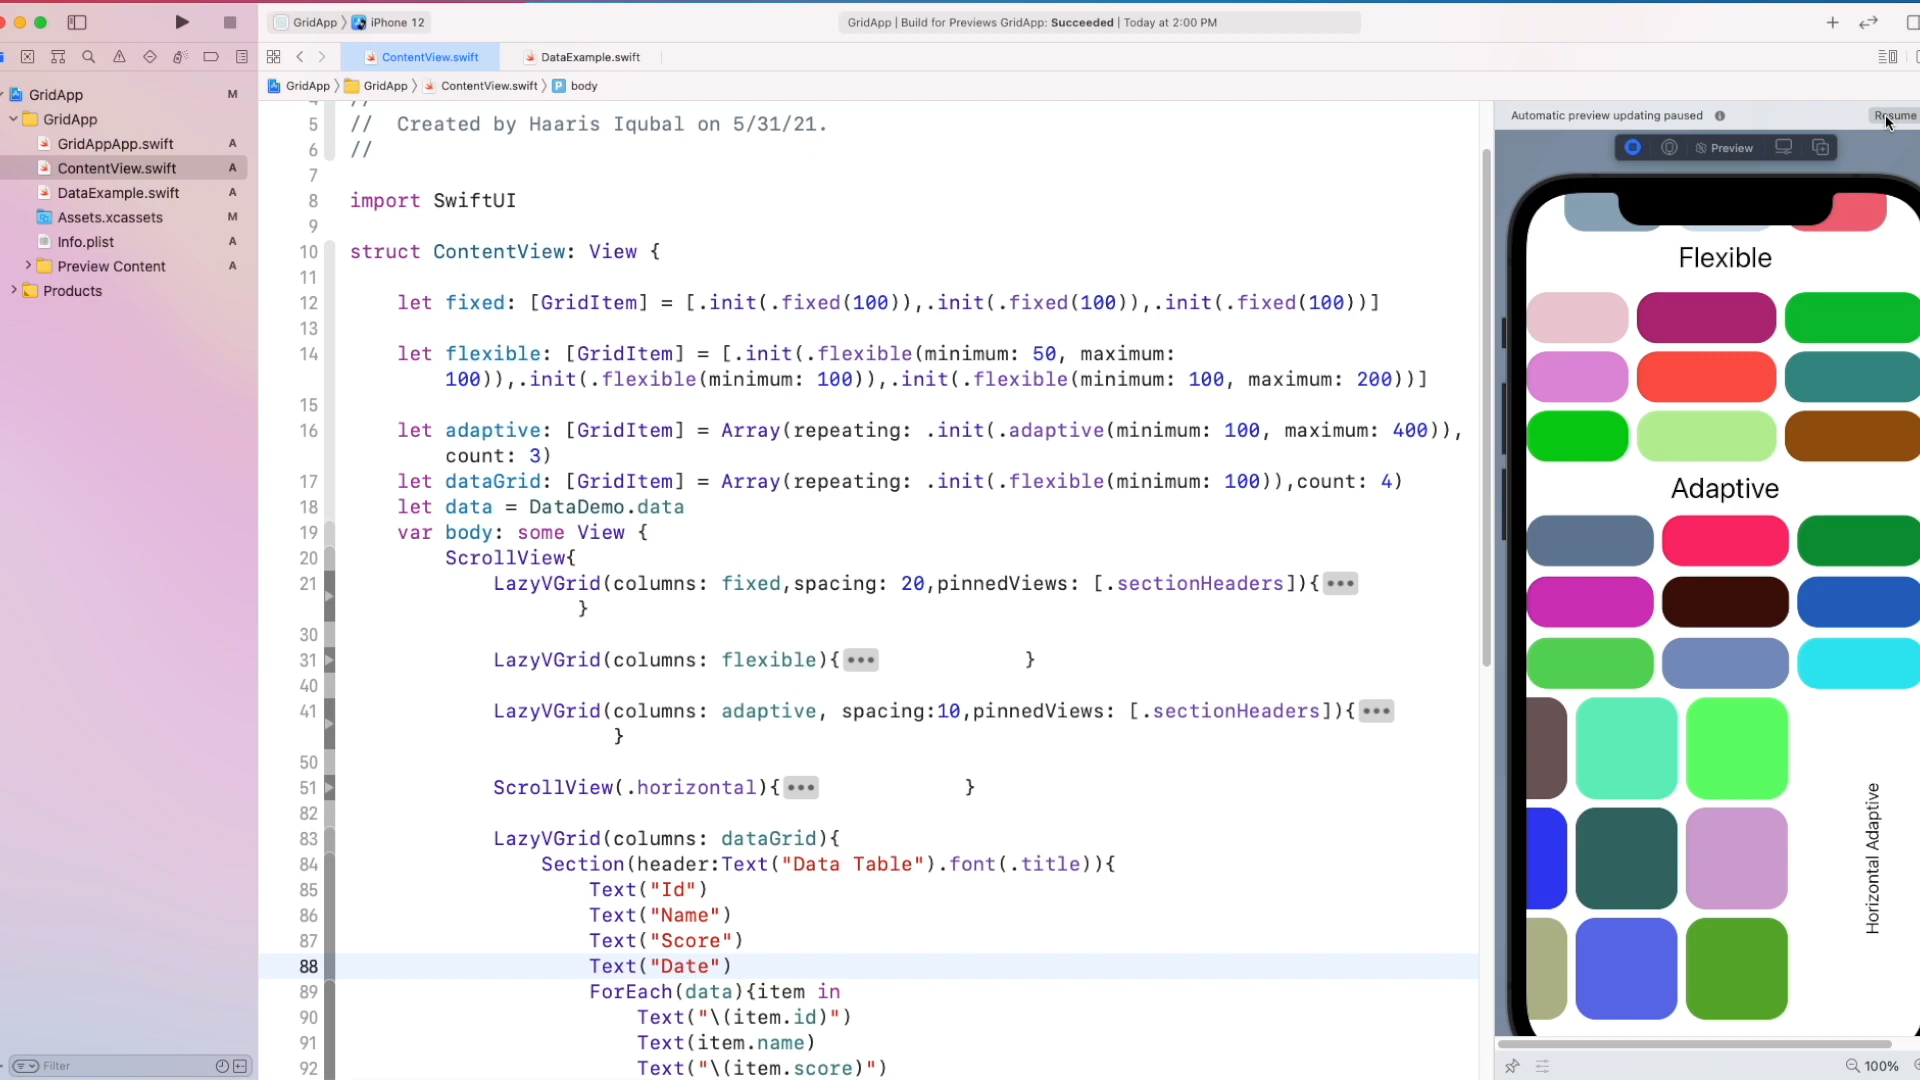 GridApp
iPhone 12
GridApp | Build for Previews GridApp: Succeeded | Today at 2:00 PM
ContentView.swift
DataExample.swift
GridApp
GridApp
ContentView.swift
body
GridApp M
GridApp
GridAppApp.swift A
ContentView.swift A
DataExample.swift A
Assets.xcassets M
Info.plist A
Preview Content A
Products
Filter
//
5 //  Created by Haaris Iqubal on 5/31/21.
6 //
7
8 import SwiftUI
9
10 struct ContentView: View {
11
12 let fixed: [GridItem] = [.init(.fixed(100)),.init(.fixed(100)),.init(.fixed(100))]
13
14 let flexible: [GridItem] = [.init(.flexible(minimum: 50, maximum:
100)),.init(.flexible(minimum: 100)),.init(.flexible(minimum: 100, maximum: 200))]
15
16 let adaptive: [GridItem] = Array(repeating: .init(.adaptive(minimum: 100, maximum: 400)),
count: 3)
17 let dataGrid: [GridItem] = Array(repeating: .init(.flexible(minimum: 100)),count: 4)
18 let data = DataDemo.data
19 var body: some View {
20 ScrollView{
21 LazyVGrid(columns: fixed,spacing: 20,pinnedViews: [.sectionHeaders]){•••
}
30
31 LazyVGrid(columns: flexible){••• }
40
41 LazyVGrid(columns: adaptive, spacing:10,pinnedViews: [.sectionHeaders]){•••
}
50
51 ScrollView(.horizontal){••• }
82
83 LazyVGrid(columns: dataGrid){
84 Section(header:Text("Data Table").font(.title)){
85 Text("Id")
86 Text("Name")
87 Text("Score")
88 Text("Date")
89 ForEach(data){item in
90 Text("\(item.id)")
91 Text(item.name)
92 Text("\(item.score)")
Automatic preview updating paused
Resume
Preview
Flexible
Adaptive
Horizontal Adaptive
100%